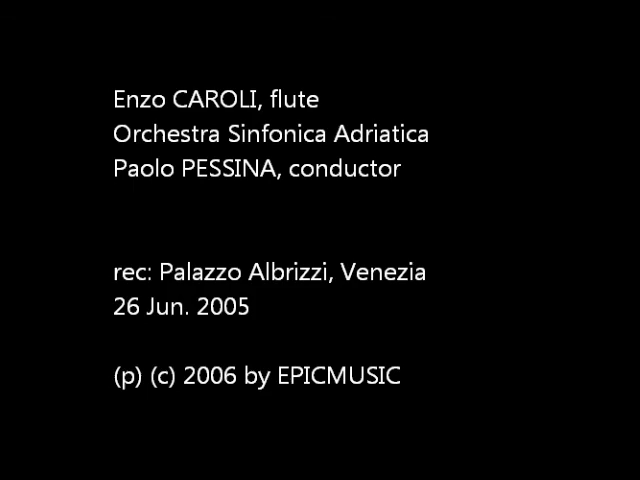 Enzo CAROLI, flute
Orchestra Sinfonica Adriatica
Paolo PESSINA, conductor
rec: Palazzo Albrizzi, Venezia
26 Jun. 2005
(p) (c) 2006 by EPICMUSIC